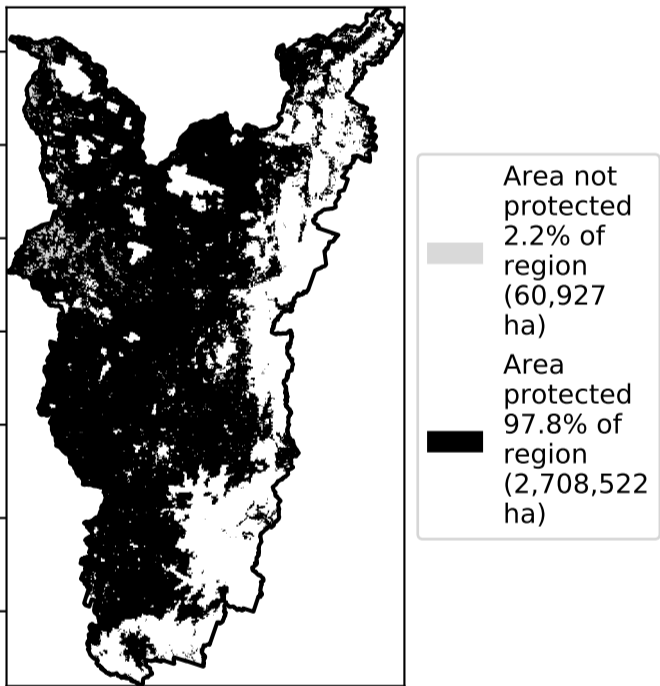 Area not
protected
2.2% of
region
(60,927
ha)
Area
protected
97.8% of
region
(2,708,522
ha)